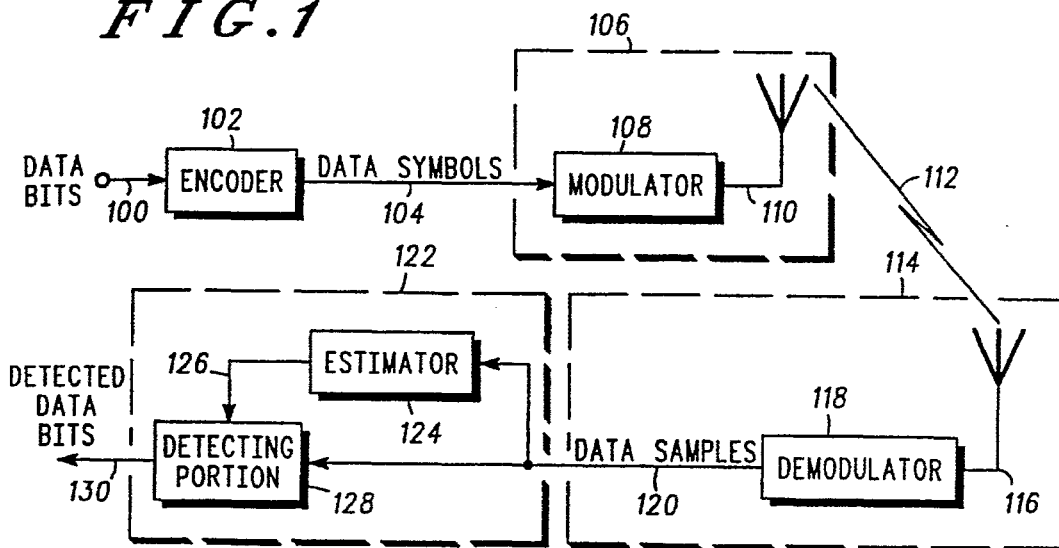 FIG.1
106
102
108
DATA
BITS
100
ENCODER
DATA SYMBOLS
104
MODULATOR
110
112
122
114
126
ESTIMATOR
124
DETECTED
DATA
BITS
130
DETECTING
PORTION
128
DATA SAMPLES
120
118
DEMODULATOR
116